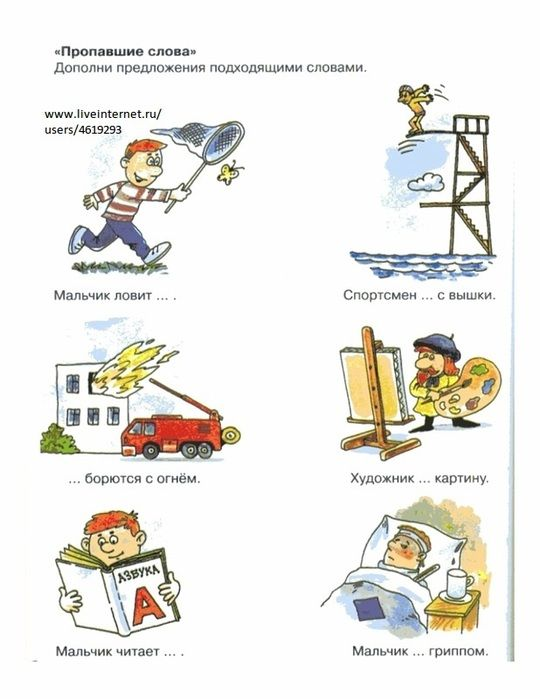 «Пропавшие слова»
Дополни предложения подходящими словами.
www.liveinternet.ru/
users/4619293
Мальчик ловит ... .
Спортсмен ... с вышки.
... борются с огнём.
Художник ... картину.
АЗБУКА
А
Мальчик читает ... .
Мальчик ... гриппом.